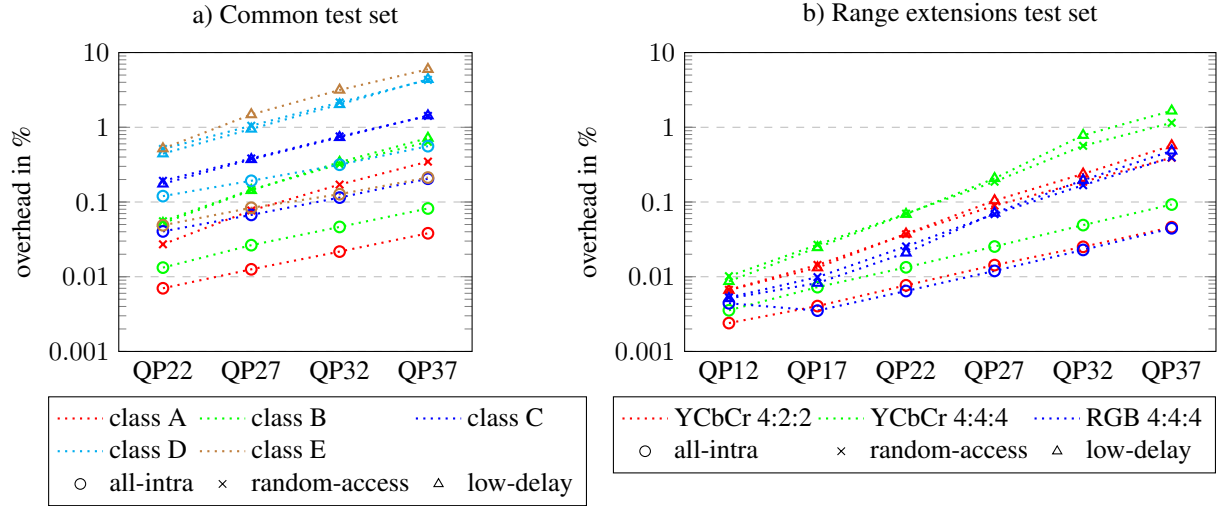 a) Common test set
10
1
0.1
0.01
0.001
overhead in %
QP22 QP27 QP32 QP37
class A class B class C
class D class E
all-intra random-access low-delay
b) Range extensions test set
10
1
0.1
0.01
0.001
overhead in %
QP12 QP17 QP22 QP27 QP32 QP37
YCbCr 4:2:2 YCbCr 4:4:4 RGB 4:4:4
all-intra random-access low-delay